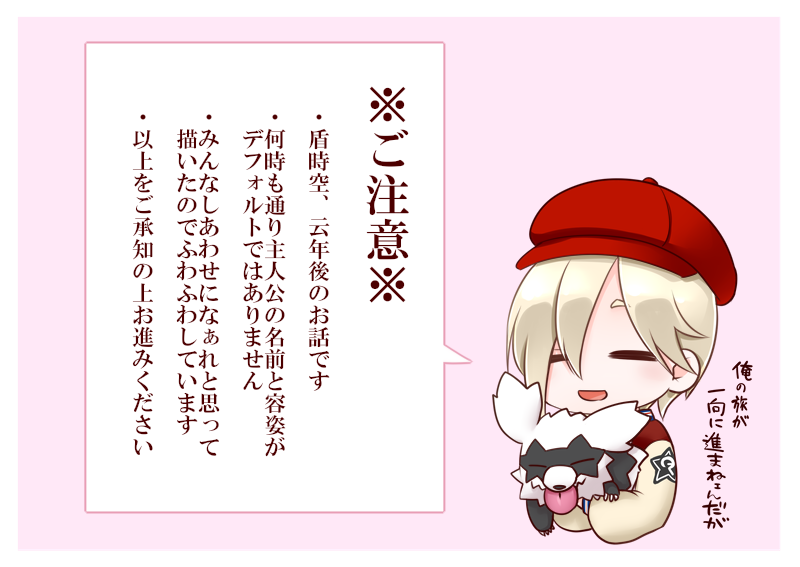 ※ご注意※
・盾時空、云年後のお話です
・何時も通り主人公の名前と容姿が
デフォルトではありません
・みんなしあわせになぁれと思って
描いたのでふわふわしています
・以上をご承知の上お進みください
俺の旅が
一向に進まねェんだが